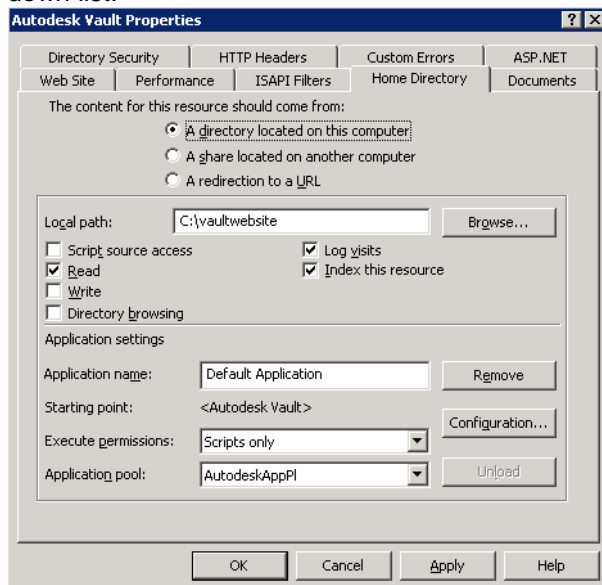 down list.
Autodesk Vault Properties
Directory Security HTTP Headers Custom Errors ASP.NET
Web Site Performance ISAPI Filters Home Directory Documents
The content for this resource should come from:
A directory located on this computer
A share located on another computer
A redirection to a URL
Local path: C:\vaultwebsite Browse...
Script source access Log visits
Read Index this resource
Write
Directory browsing
Application settings
Application name: Default Application Remove
Starting point: <Autodesk Vault>
Configuration...
Execute permissions: Scripts only
Application pool: AutodeskAppPl Unload
OK Cancel Apply Help